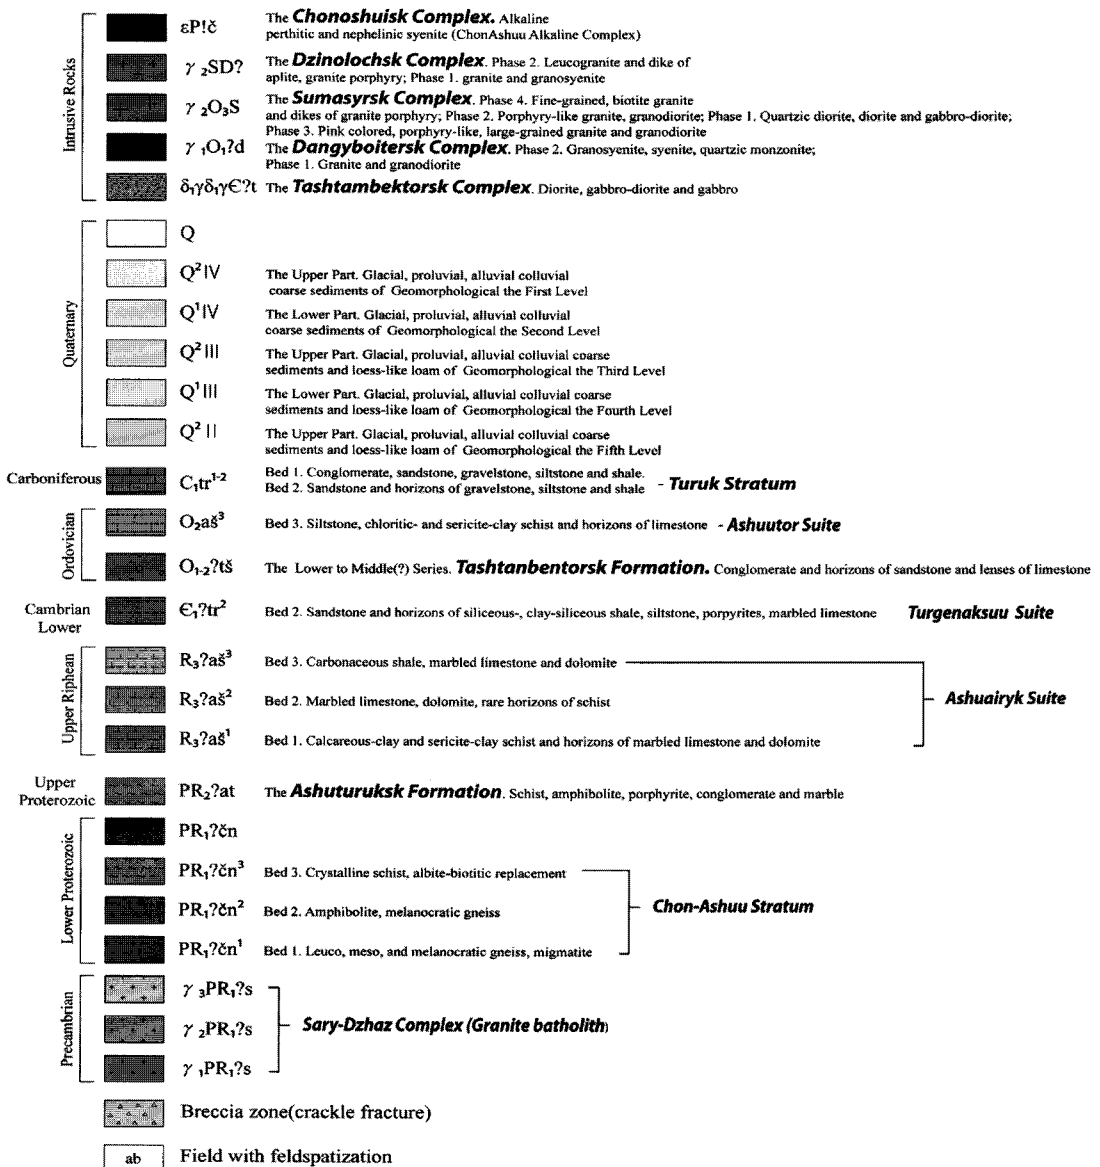 Intrusive Rocks
εP!č The Chonoshuisk Complex. Alkaline
perthitic and nephelinic syenite (ChonAshuu Alkaline Complex)
γ ₂SD? The Dzinolochsk Complex. Phase 2. Leucogranite and dike of
aplite, granite porphyry; Phase 1. granite and granosyenite
γ ₂O₃S The Sumasyrsk Complex. Phase 4. Fine-grained, biotite granite
and dikes of granite porphyry; Phase 2. Porphyry-like granite, granodiorite; Phase 1. Quartzic diorite, diorite and gabbro-diorite;
Phase 3. Pink colored, porphyry-like, large-grained granite and granodiorite
γ ₁O₁?d The Dangyboitersk Complex. Phase 2. Granosyenite, syenite, quartzic monzonite;
Phase 1. Granite and granodiorite
δ₁γδ₁γЄ?t The Tashtambektorsk Complex. Diorite, gabbro-diorite and gabbro
Quaternary
Q
Q² IV The Upper Part. Glacial, proluvial, alluvial colluvial
coarse sediments of Geomorphological the First Level
Q¹ IV The Lower Part. Glacial, proluvial, alluvial colluvial
coarse sediments of Geomorphological the Second Level
Q² III The Upper Part. Glacial, proluvial, alluvial colluvial coarse
sediments and loess-like loam of Geomorphological the Third Level
Q¹ III The Lower Part. Glacial, proluvial, alluvial colluvial coarse
sediments and loess-like loam of Geomorphological the Fourth Level
Q² II The Upper Part. Glacial, proluvial, alluvial colluvial coarse
sediments and loess-like loam of Geomorphological the Fifth Level
Carboniferous
C₁tr¹⁻² Bed 1. Conglomerate, sandstone, gravelstone, siltstone and shale.
Bed 2. Sandstone and horizons of gravelstone, siltstone and shale - Turuk Stratum
Ordovician
O₂aš³ Bed 3. Siltstone, chloritic- and sericite-clay schist and horizons of limestone - Ashuutor Suite
O₁₋₂?tš The Lower to Middle(?) Series. Tashtanbentorsk Formation. Conglomerate and horizons of sandstone and lenses of limestone
Cambrian
Lower
Є₁?tr² Bed 2. Sandstone and horizons of siliceous-, clay-siliceous shale, siltstone, porpyrites, marbled limestone Turgenaksuu Suite
Upper Riphean
R₃?aš³ Bed 3. Carbonaceous shale, marbled limestone and dolomite
R₃?aš² Bed 2. Marbled limestone, dolomite, rare horizons of schist
Ashuairyk Suite
R₃?aš¹ Bed 1. Calcareous-clay and sericite-clay schist and horizons of marbled limestone and dolomite
Upper
Proterozoic
PR₂?at The Ashuturuksk Formation. Schist, amphibolite, porphyrite, conglomerate and marble
Lower Proterozoic
PR₁?čn
PR₁?čn³ Bed 3. Crystalline schist, albite-biotitic replacement
PR₁?čn² Bed 2. Amphibolite, melanocratic gneiss
Chon-Ashuu Stratum
PR₁?čn¹ Bed 1. Leuco, meso, and melanocratic gneiss, migmatite
Precambrian
γ ₃PR₁?s
γ ₂PR₁?s
Sary-Dzhaz Complex (Granite batholith)
γ ₁PR₁?s
Breccia zone(crackle fracture)
ab Field with feldspatization